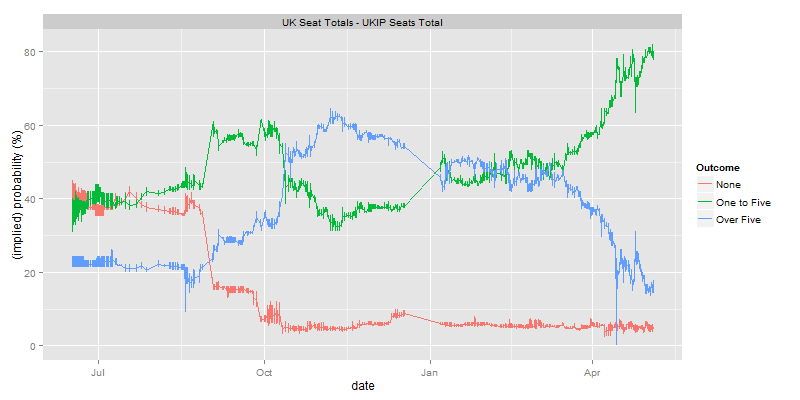 UK Seat Totals - UKIP Seats Total
(implied) probability (%)
80
60
40
20
0
Jul
Oct
Jan
Apr
date
Outcome
None
One to Five
Over Five